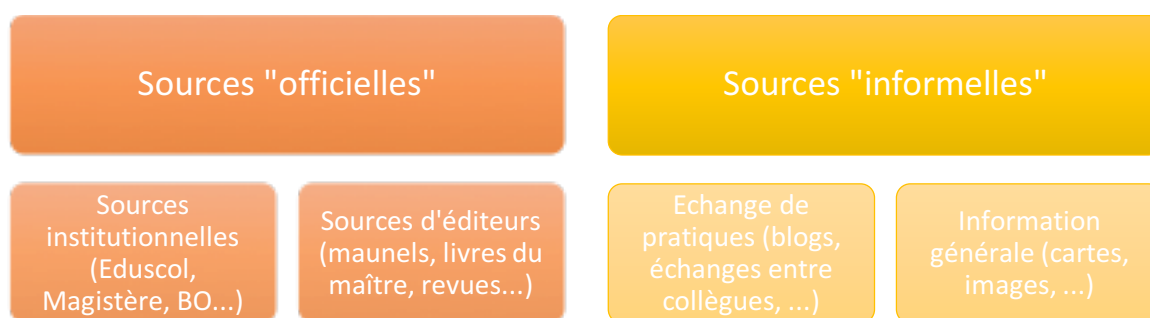 Sources "officielles"
Sources "informelles"
Sources
institutionnelles
(Eduscol,
Magistère, BO...)
Sources d'éditeurs
(maunels, livres du
maître, revues...)
Echange de
pratiques (blogs,
échanges entre
collègues, ...)
Information
générale (cartes,
images, ...)